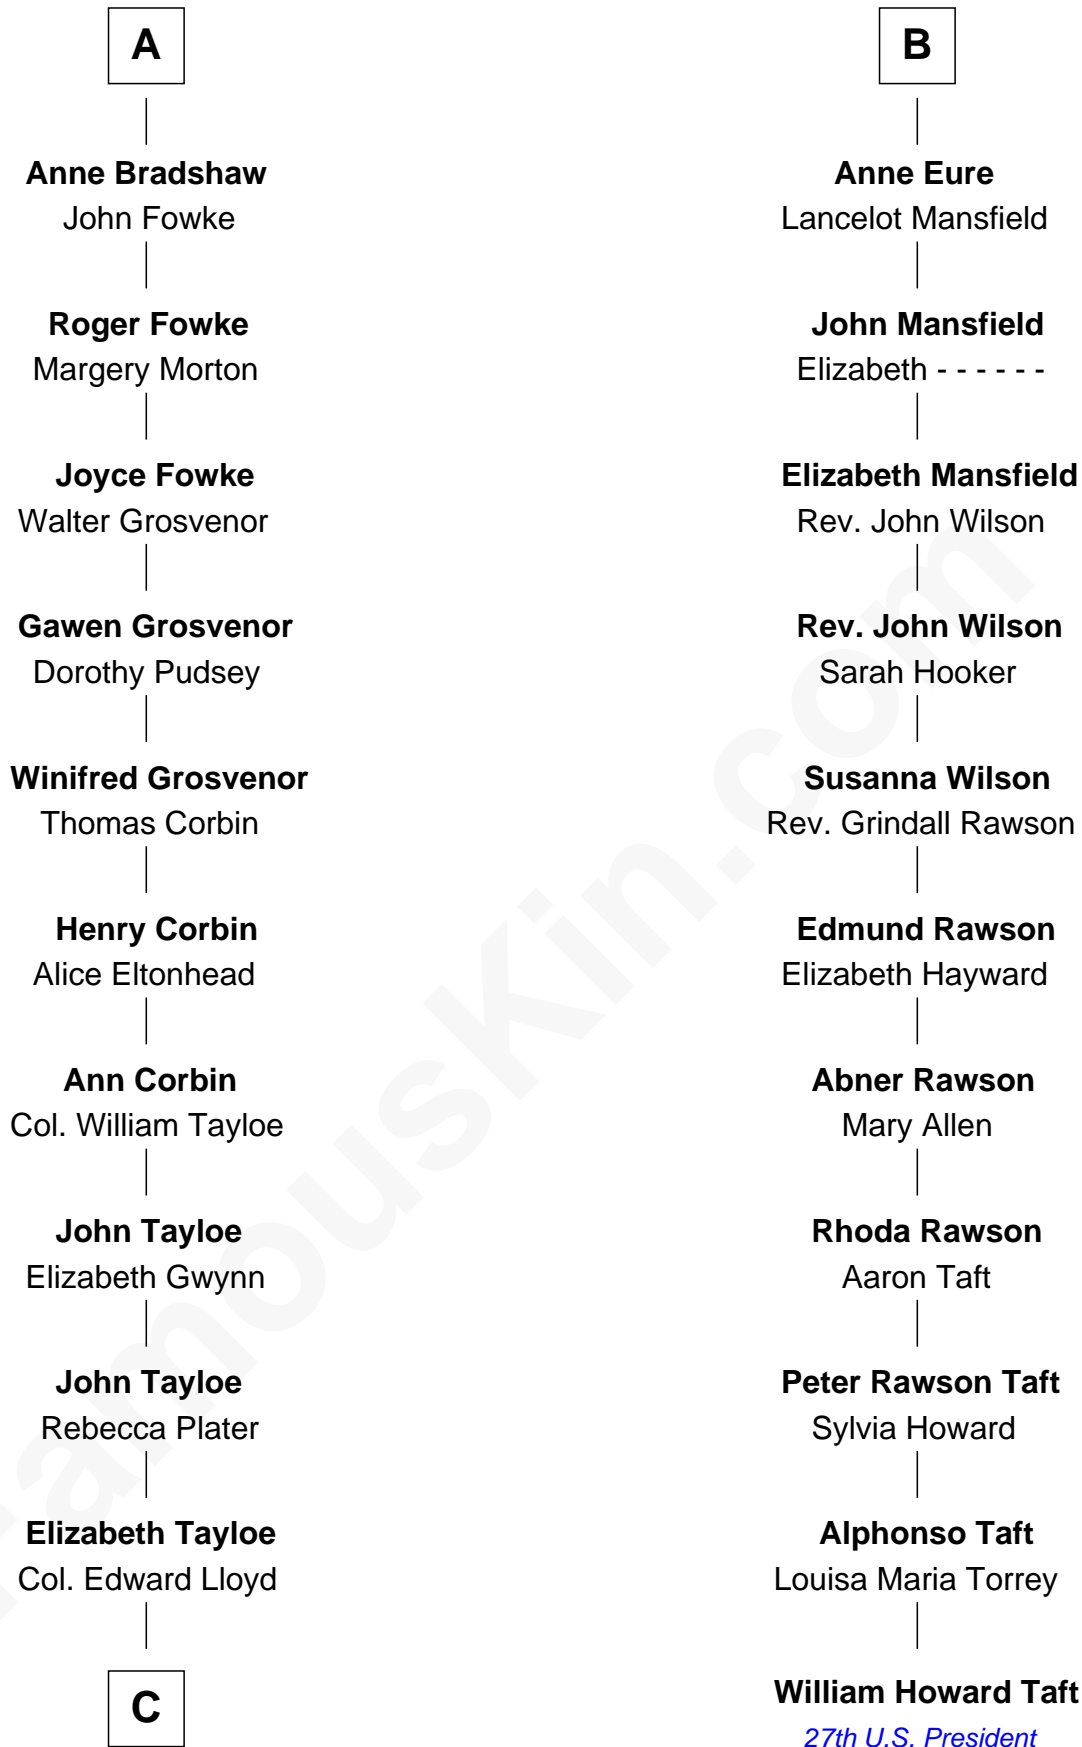 A
Anne Bradshaw
John Fowke
Roger Fowke
Margery Morton
Joyce Fowke
Walter Grosvenor
Gawen Grosvenor
Dorothy Pudsey
Winifred Grosvenor
Thomas Corbin
Henry Corbin
Alice Eltonhead
Ann Corbin
Col. William Tayloe
John Tayloe
Elizabeth Gwynn
John Tayloe
Rebecca Plater
Elizabeth Tayloe
Col. Edward Lloyd
C
B
Anne Eure
Lancelot Mansfield
John Mansfield
Elizabeth - - - - - -
Elizabeth Mansfield
Rev. John Wilson
Rev. John Wilson
Sarah Hooker
Susanna Wilson
Rev. Grindall Rawson
Edmund Rawson
Elizabeth Hayward
Abner Rawson
Mary Allen
Rhoda Rawson
Aaron Taft
Peter Rawson Taft
Sylvia Howard
Alphonso Taft
Louisa Maria Torrey
William Howard Taft
27th U.S. President
FamousKin.com